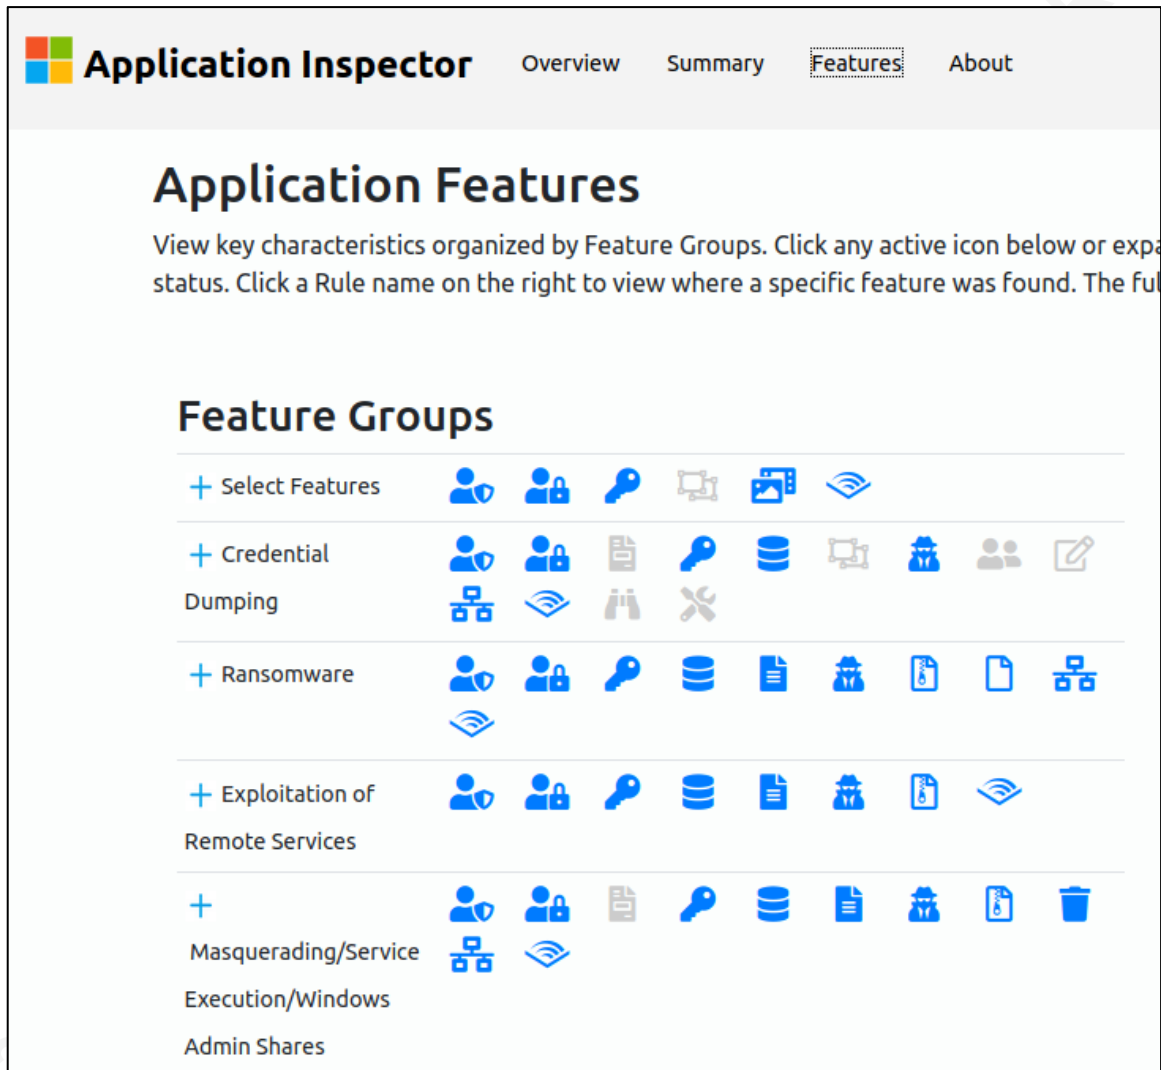 Application Inspector Overview Summary Features About
Application Features
View key characteristics organized by Feature Groups. Click any active icon below or expa
status. Click a Rule name on the right to view where a specific feature was found. The ful
Feature Groups
+ Select Features
+ Credential
Dumping
+ Ransomware
+ Exploitation of
Remote Services
+
Masquerading/Service
Execution/Windows
Admin Shares